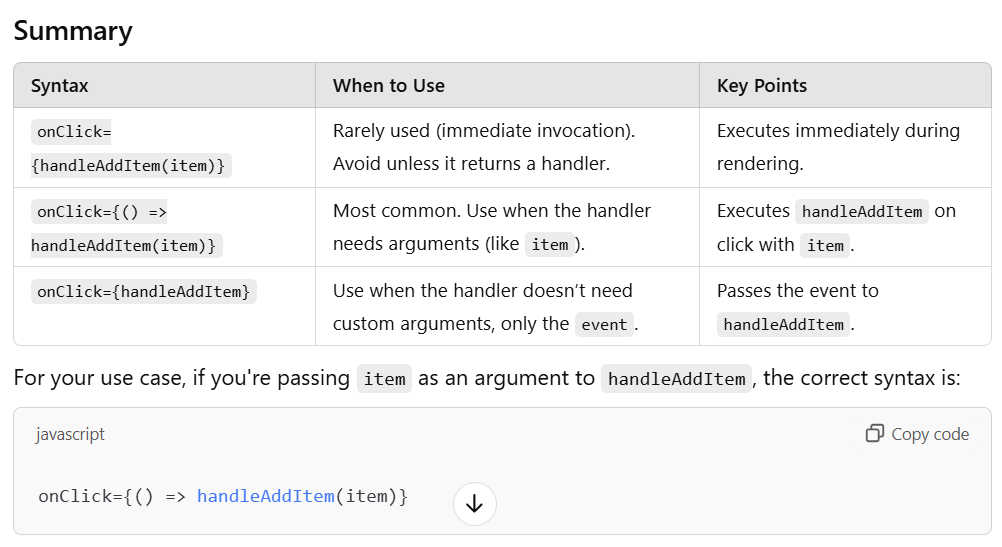 Summary
Syntax When to Use Key Points
onClick=
{handleAddItem(item)}
Rarely used (immediate invocation).
Avoid unless it returns a handler.
Executes immediately during
rendering.
onClick={() =>
handleAddItem(item)}
Most common. Use when the handler
needs arguments (like item).
Executes handleAddItem on
click with item.
onClick={handleAddItem}
Use when the handler doesn’t need
custom arguments, only the event.
Passes the event to
handleAddItem.
For your use case, if you're passing item as an argument to handleAddItem, the correct syntax is:
javascript Copy code
onClick={() => handleAddItem(item)}